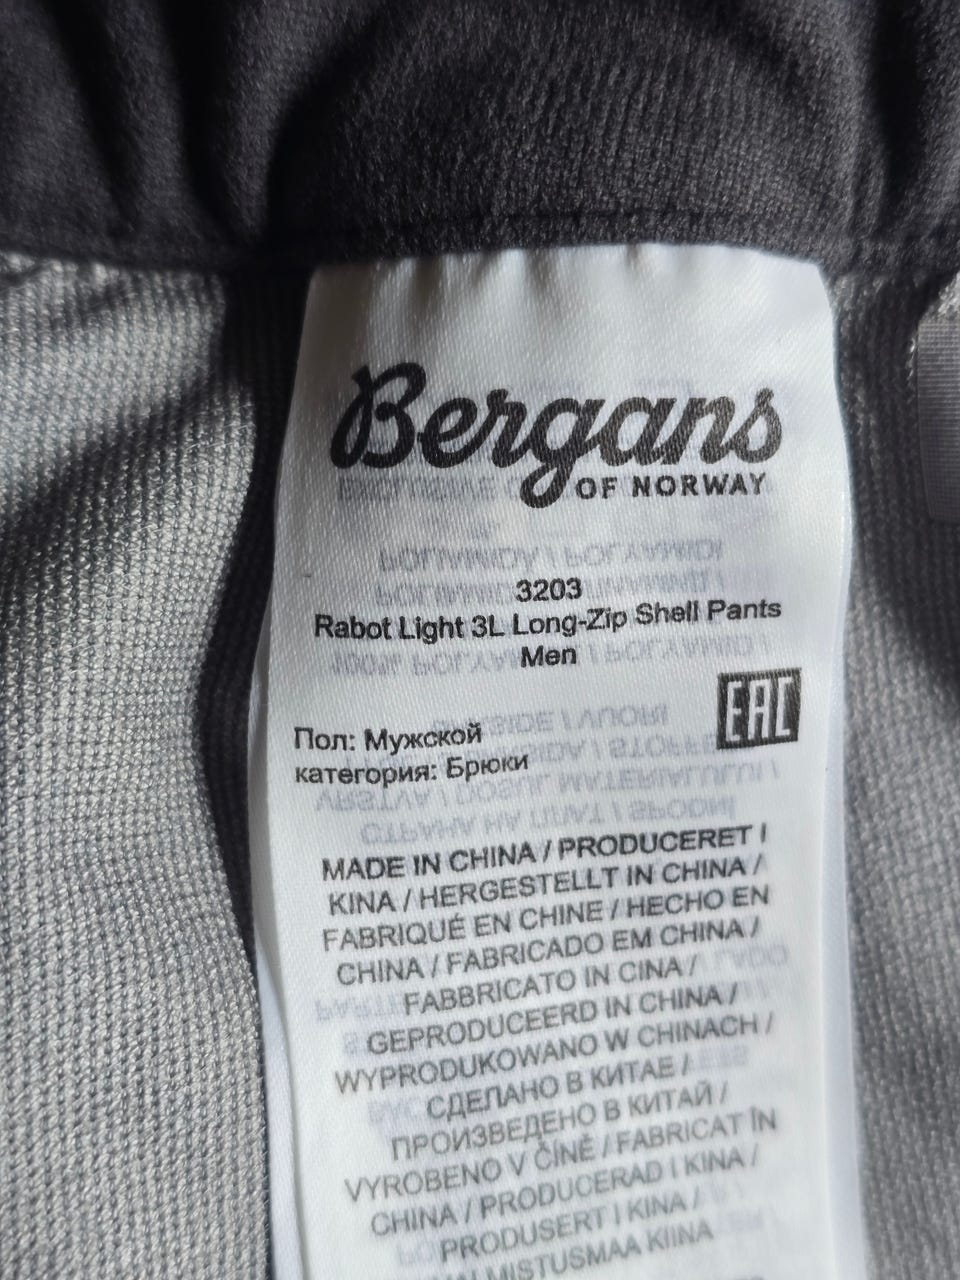 Bergans
OF NORWAY
3203
Rabot Light 3L Long-Zip Shell Pants
Men
EAC
Пол: Мужской
категория: Брюки
MADE IN CHINA / PRODUCERET I
KINA / HERGESTELLT IN CHINA /
FABRIQUÉ EN CHINE / HECHO EN
CHINA / FABRICADO EM CHINA /
FABBRICATO IN CINA /
GEPRODUCEERD IN CHINA /
WYPRODUKOWANO W CHINACH /
СДЕЛАНО В КИТАЕ /
ПРОИЗВЕДЕНО В КИТАЙ /
VYROBENO V ČÍNĚ / FABRICAT ÎN
CHINA / PRODUCERAD I KINA /
PRODUSERT I KINA /
KIINA